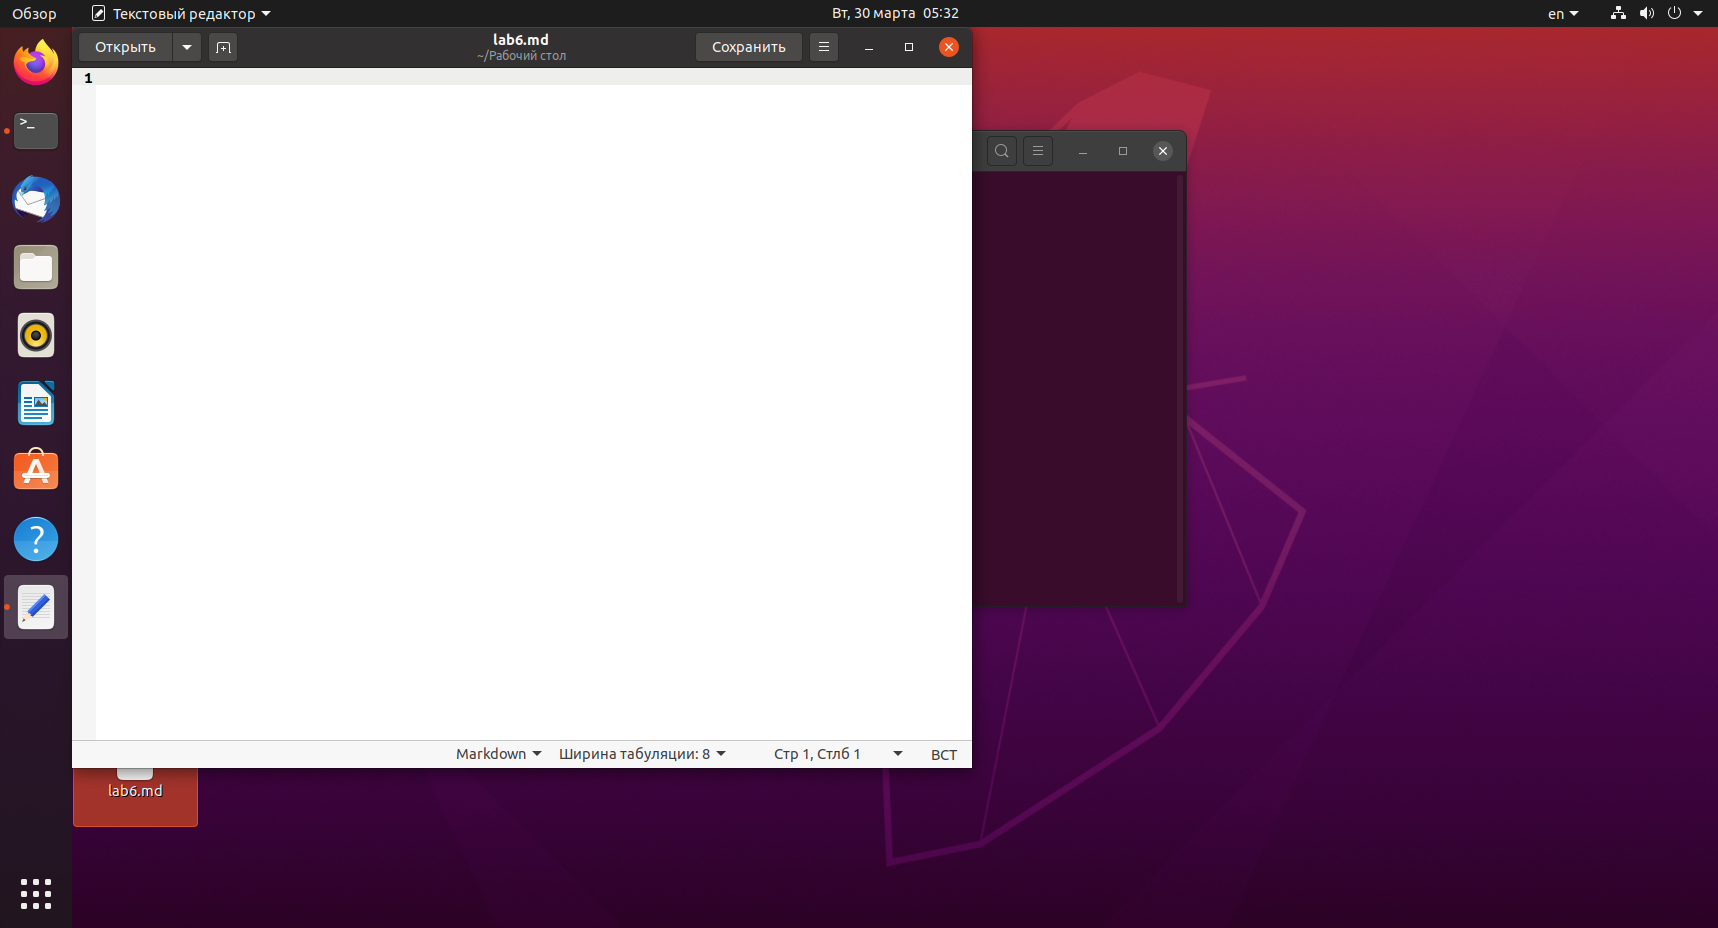 Обзор
Текстовый редактор
Вт, 30 марта 05:32
en
Открыть
lab6.md
~/Рабочий стол
Сохранить
1
>_
A
?
Markdown
Ширина табуляции: 8
Стр 1, Стлб 1
ВСТ
lab6.md